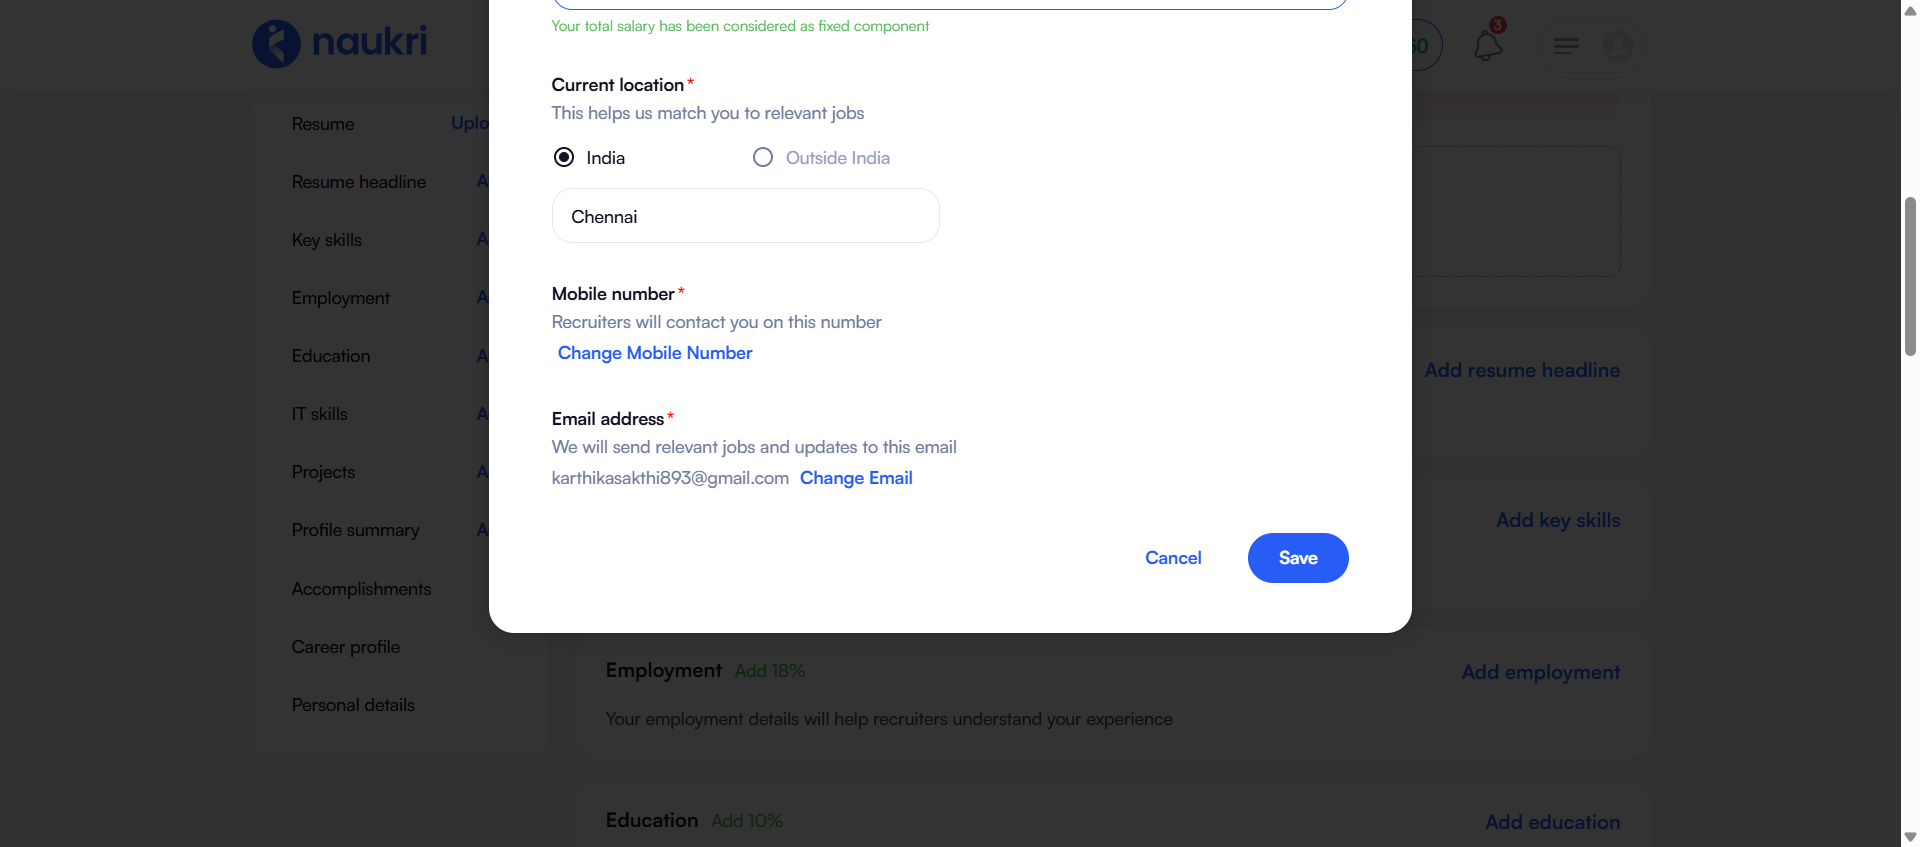 naukri
3
Your total salary has been considered as fixed component
Current location*
This helps us match you to relevant jobs
India
Outside India
Chennai
Mobile number*
Recruiters will contact you on this number
Change Mobile Number
Email address*
We will send relevant jobs and updates to this email
karthikasakthi893@gmail.com Change Email
Cancel
Save
Resume
Resume headline
Key skills
Employment
Education
IT skills
Projects
Profile summary
Accomplishments
Career profile
Personal details
Add resume headline
Add key skills
Employment Add 18%
Add employment
Your employment details will help recruiters understand your experience
Education Add 10%
Add education